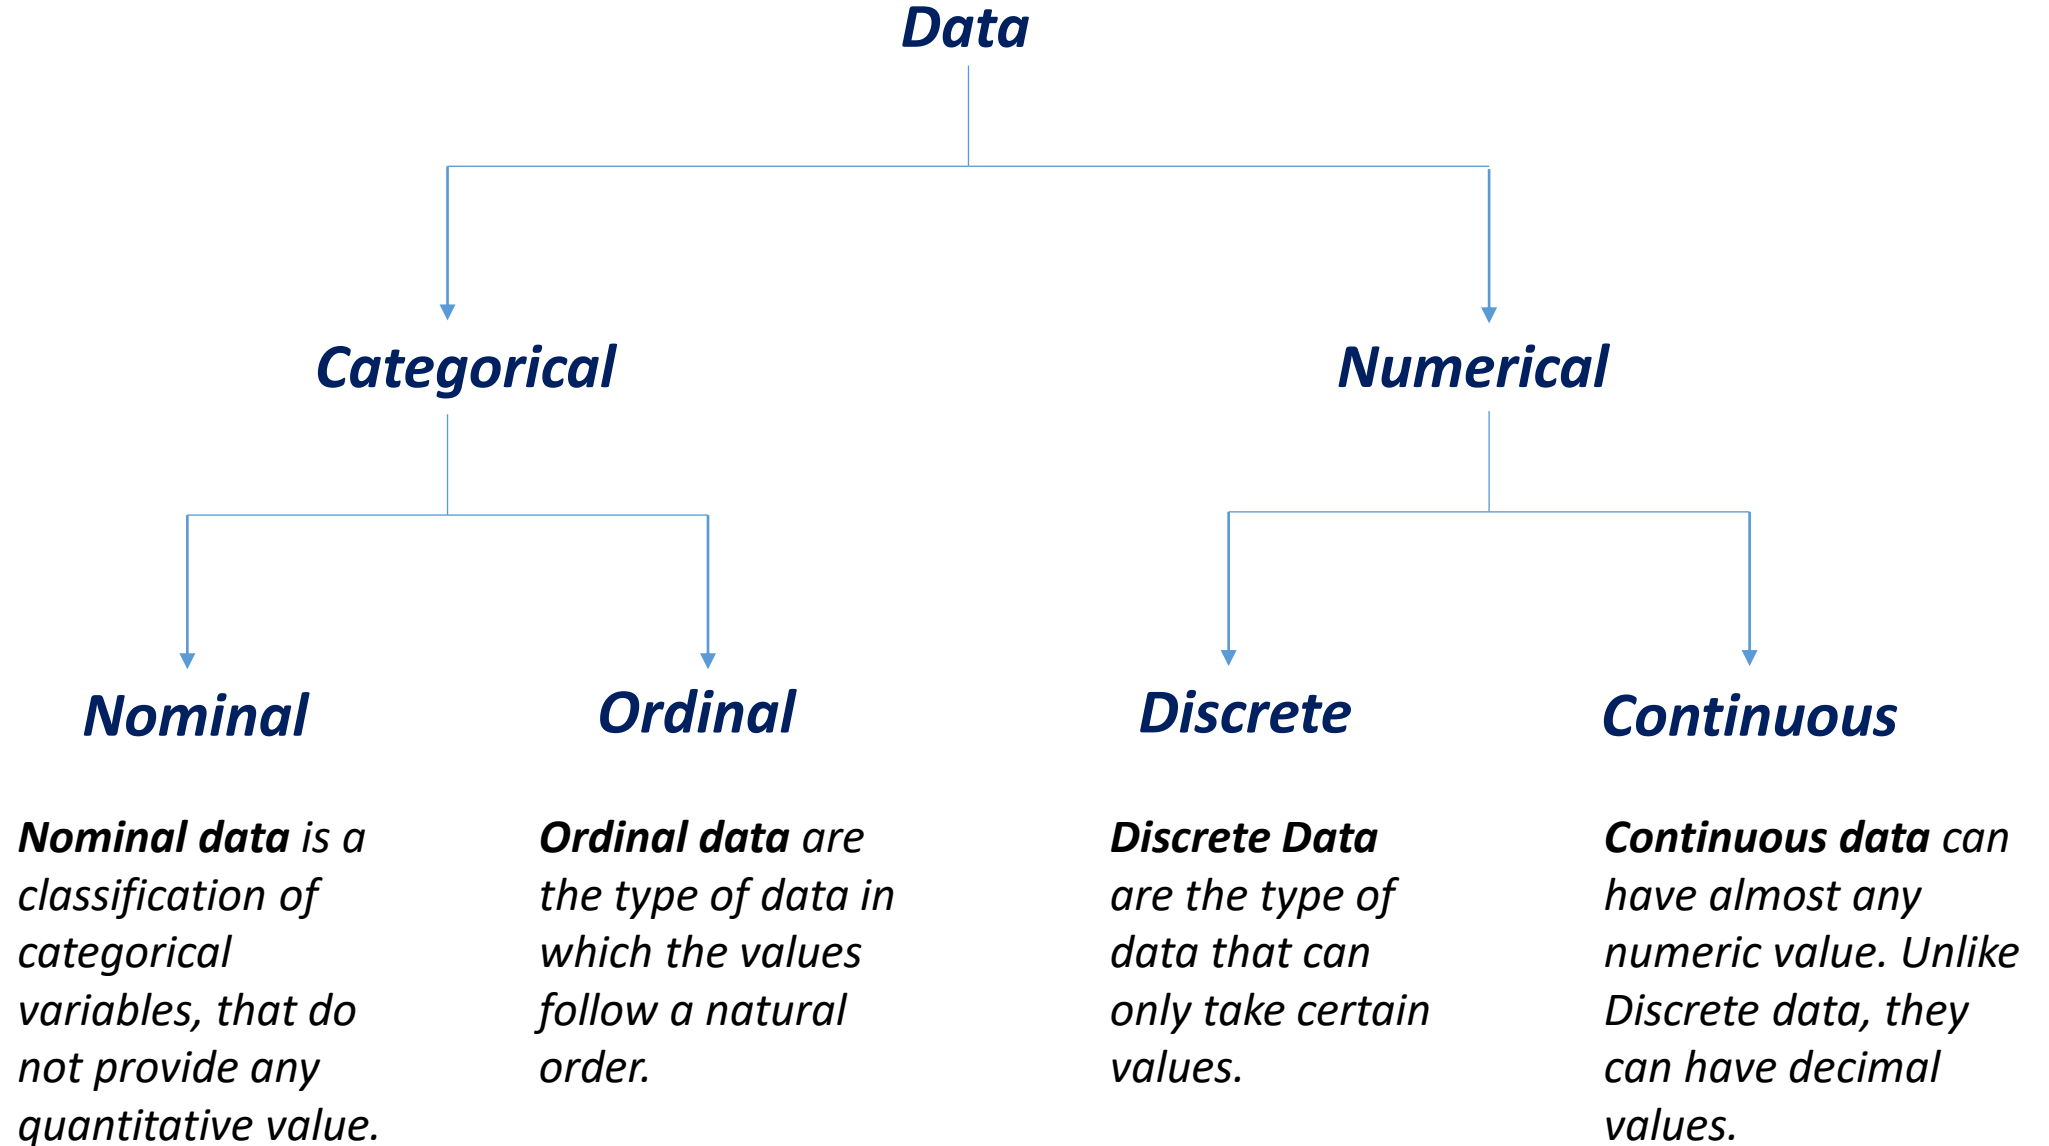 Data
Categorical
Numerical
Nominal
Ordinal
Discrete
Continuous
Nominal data is a
classification of
categorical
variables, that do
not provide any
quantitative value.
Ordinal data are
the type of data in
which the values
follow a natural
order.
Discrete Data
are the type of
data that can
only take certain
values.
Continuous data can
have almost any
numeric value. Unlike
Discrete data, they
can have decimal
values.